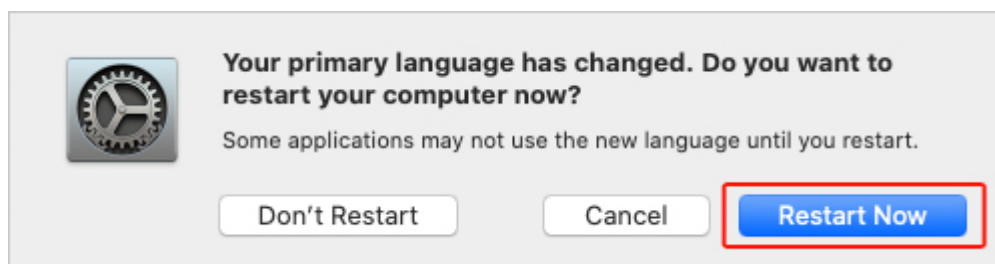 Your primary language has changed. Do you want to
restart your computer now?
Some applications may not use the new language until you restart.
Don't Restart
Cancel
Restart Now